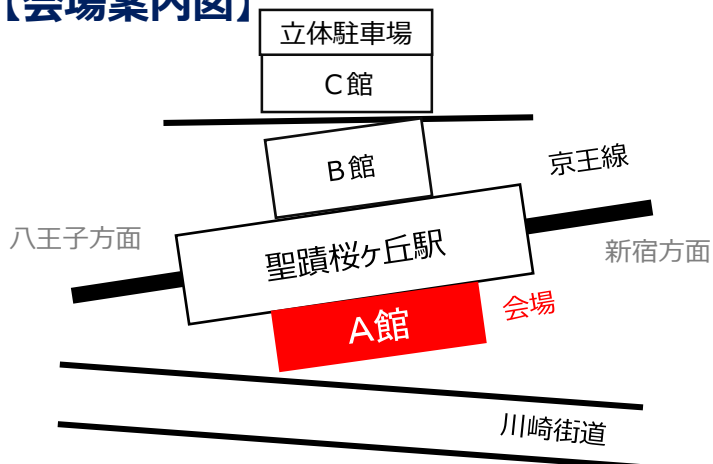 【会場案内図】
立体駐車場
C館
B館
京王線
八王子方面
聖蹟桜ヶ丘駅
新宿方面
A館
会場
川崎街道